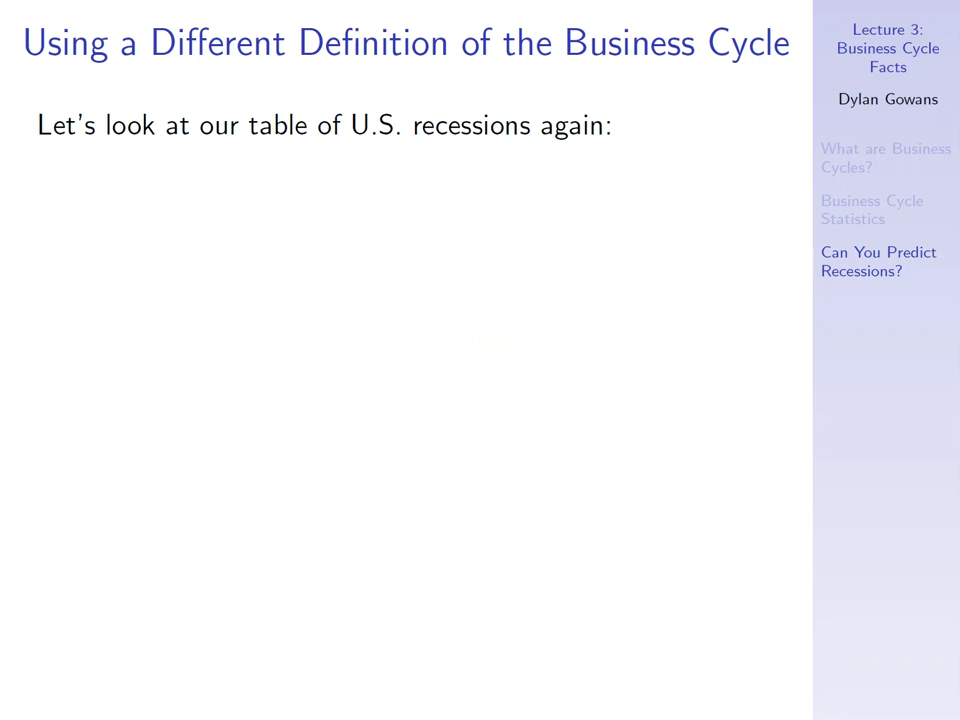 Using a Different Definition of the Business Cycle
Let's look at our table of U.S. recessions again:
Lecture 3:
Business Cycle
Facts
Dylan Gowans
What are Business
Cycles?
Business Cycle
Statistics
Can You Predict
Recessions?